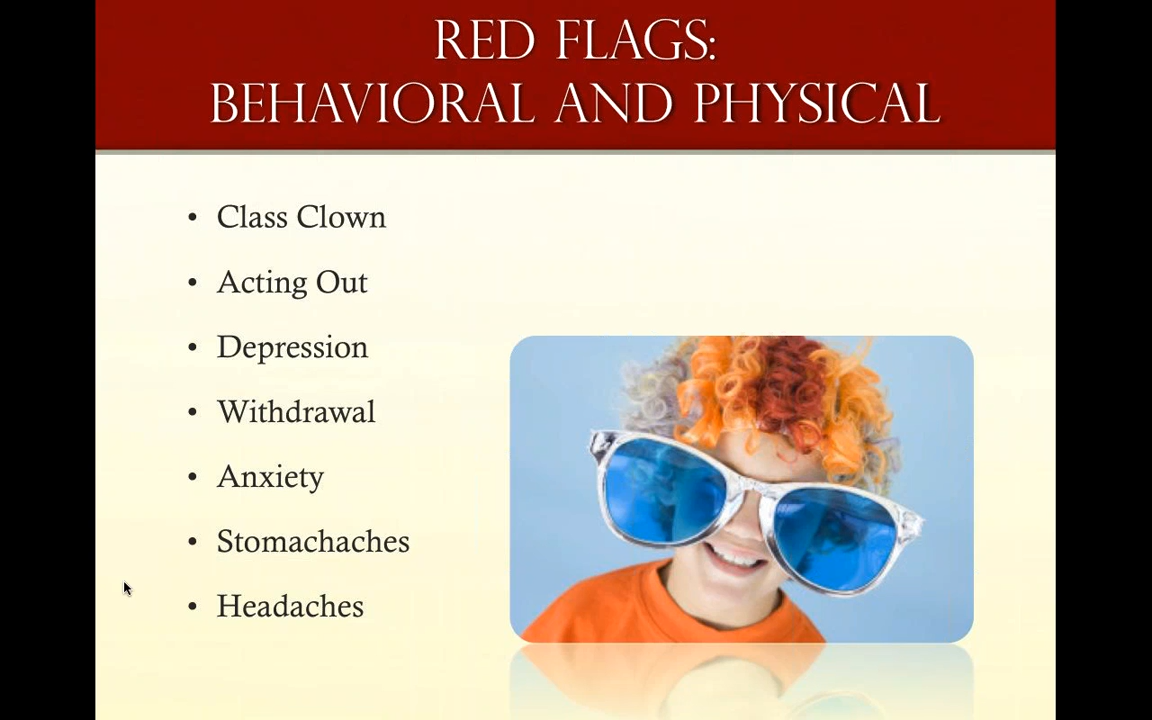 RED FLAGS:
BEHAVIORAL AND PHYSICAL
• Class Clown
• Acting Out
• Depression
• Withdrawal
• Anxiety
• Stomachaches
• Headaches